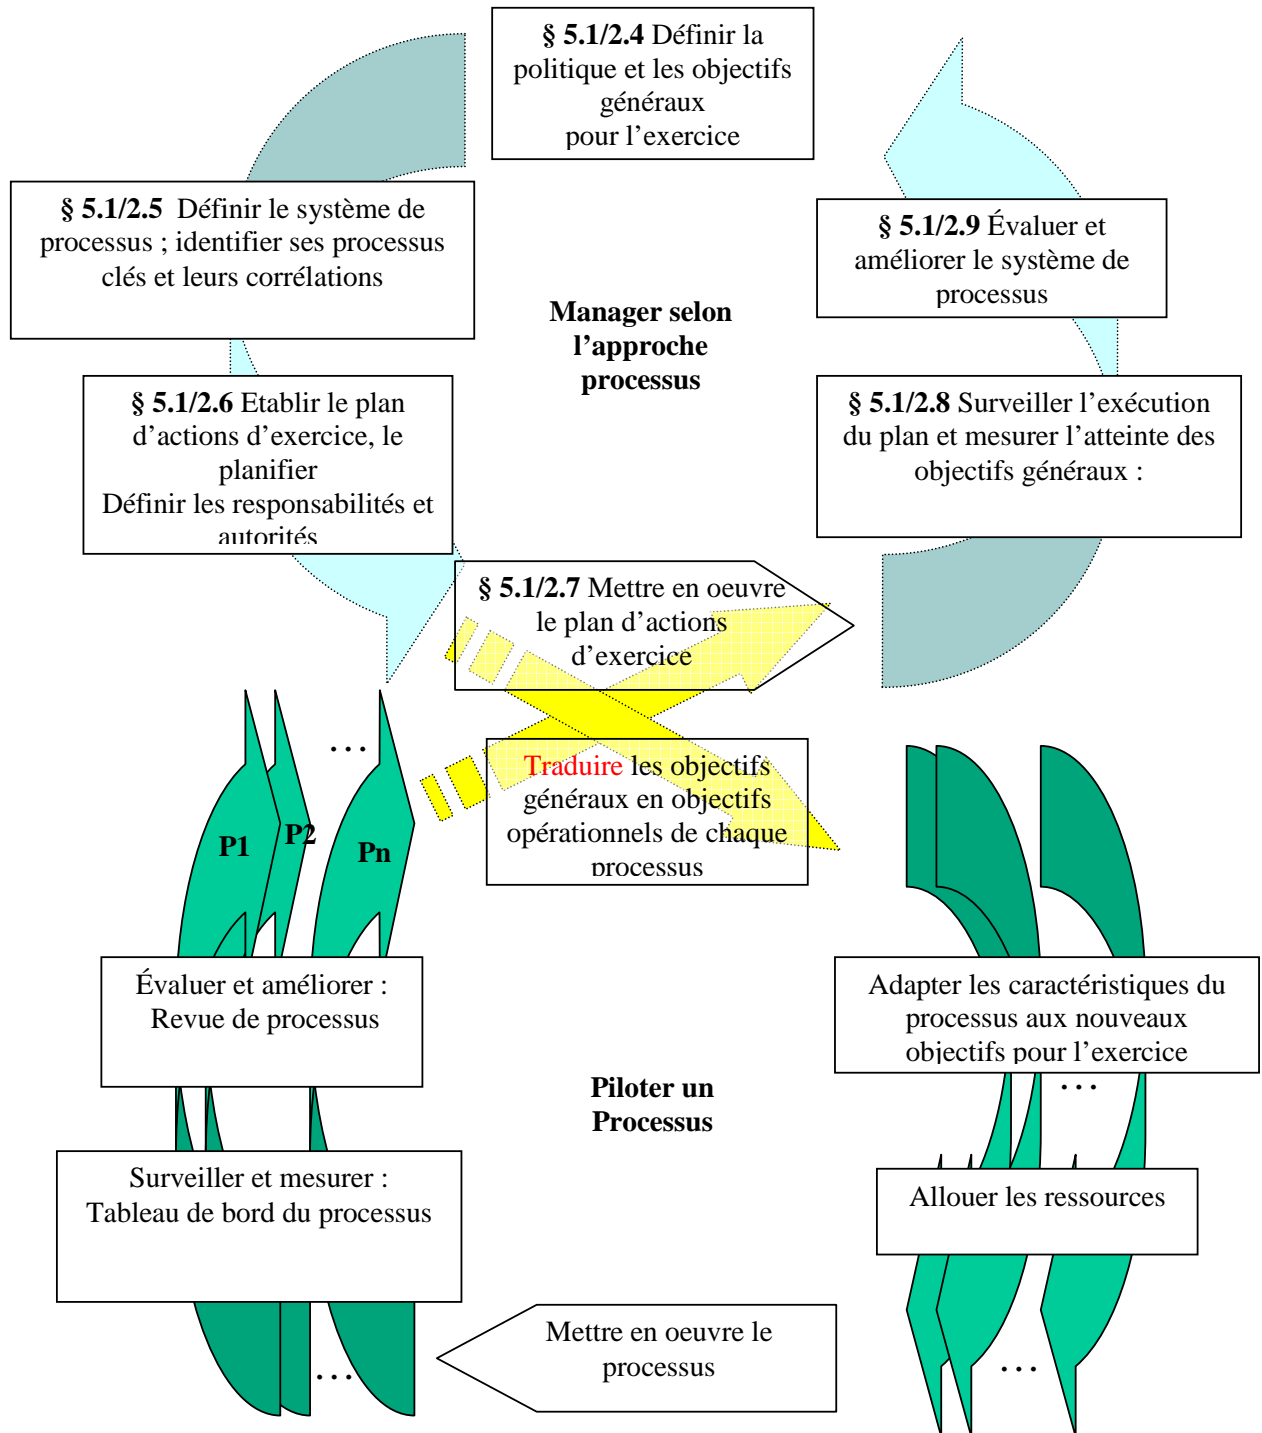 § 5.1/2.4 Définir la
politique et les objectifs
généraux
pour l’exercice
§ 5.1/2.5 Définir le système de
processus ; identifier ses processus
clés et leurs corrélations
§ 5.1/2.9 Évaluer et
améliorer le système de
processus
Manager selon
l’approche
processus
§ 5.1/2.6 Etablir le plan
d’actions d’exercice, le
planifier
Définir les responsabilités et
autorités
§ 5.1/2.8 Surveiller l’exécution
du plan et mesurer l’atteinte des
objectifs généraux :
§ 5.1/2.7 Mettre en oeuvre
le plan d’actions
d’exercice
...
Traduire les objectifs
généraux en objectifs
opérationnels de chaque
processus
P1
P2
Pn
Évaluer et améliorer :
Revue de processus
Adapter les caractéristiques du
processus aux nouveaux
objectifs pour l’exercice
...
Piloter un
Processus
Surveiller et mesurer :
Tableau de bord du processus
Allouer les ressources
Mettre en oeuvre le
processus
...
...